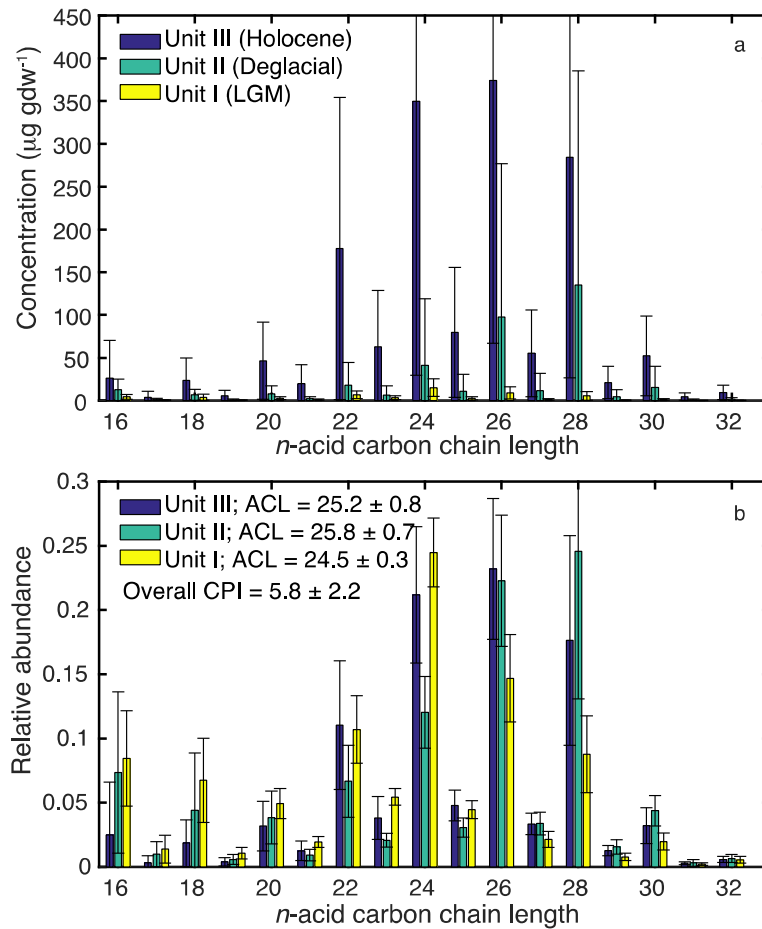 450
400
350
300
250
200
150
100
50
0
Concentration (μg gdw⁻¹)
Unit III (Holocene)
Unit II (Deglacial)
Unit I (LGM)
a
16 18 20 22 24 26 28 30 32
n-acid carbon chain length
0.3
0.25
0.2
0.15
0.1
0.05
0
Relative abundance
Unit III; ACL = 25.2 ± 0.8
Unit II; ACL = 25.8 ± 0.7
Unit I; ACL = 24.5 ± 0.3
Overall CPI = 5.8 ± 2.2
b
16 18 20 22 24 26 28 30 32
n-acid carbon chain length